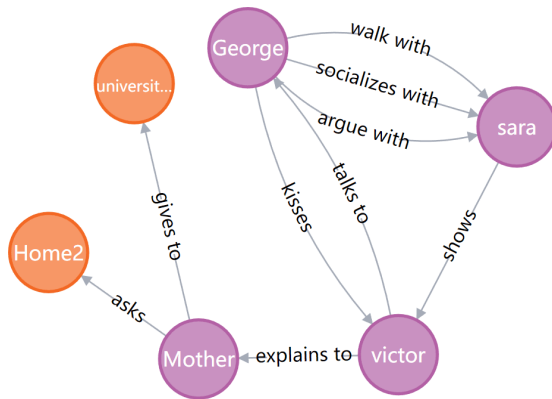 George
walk with
socializes with
argue with
universit...
sara
talks to
kisses
gives to
shows
Home2
asks
Mother
explains to
victor